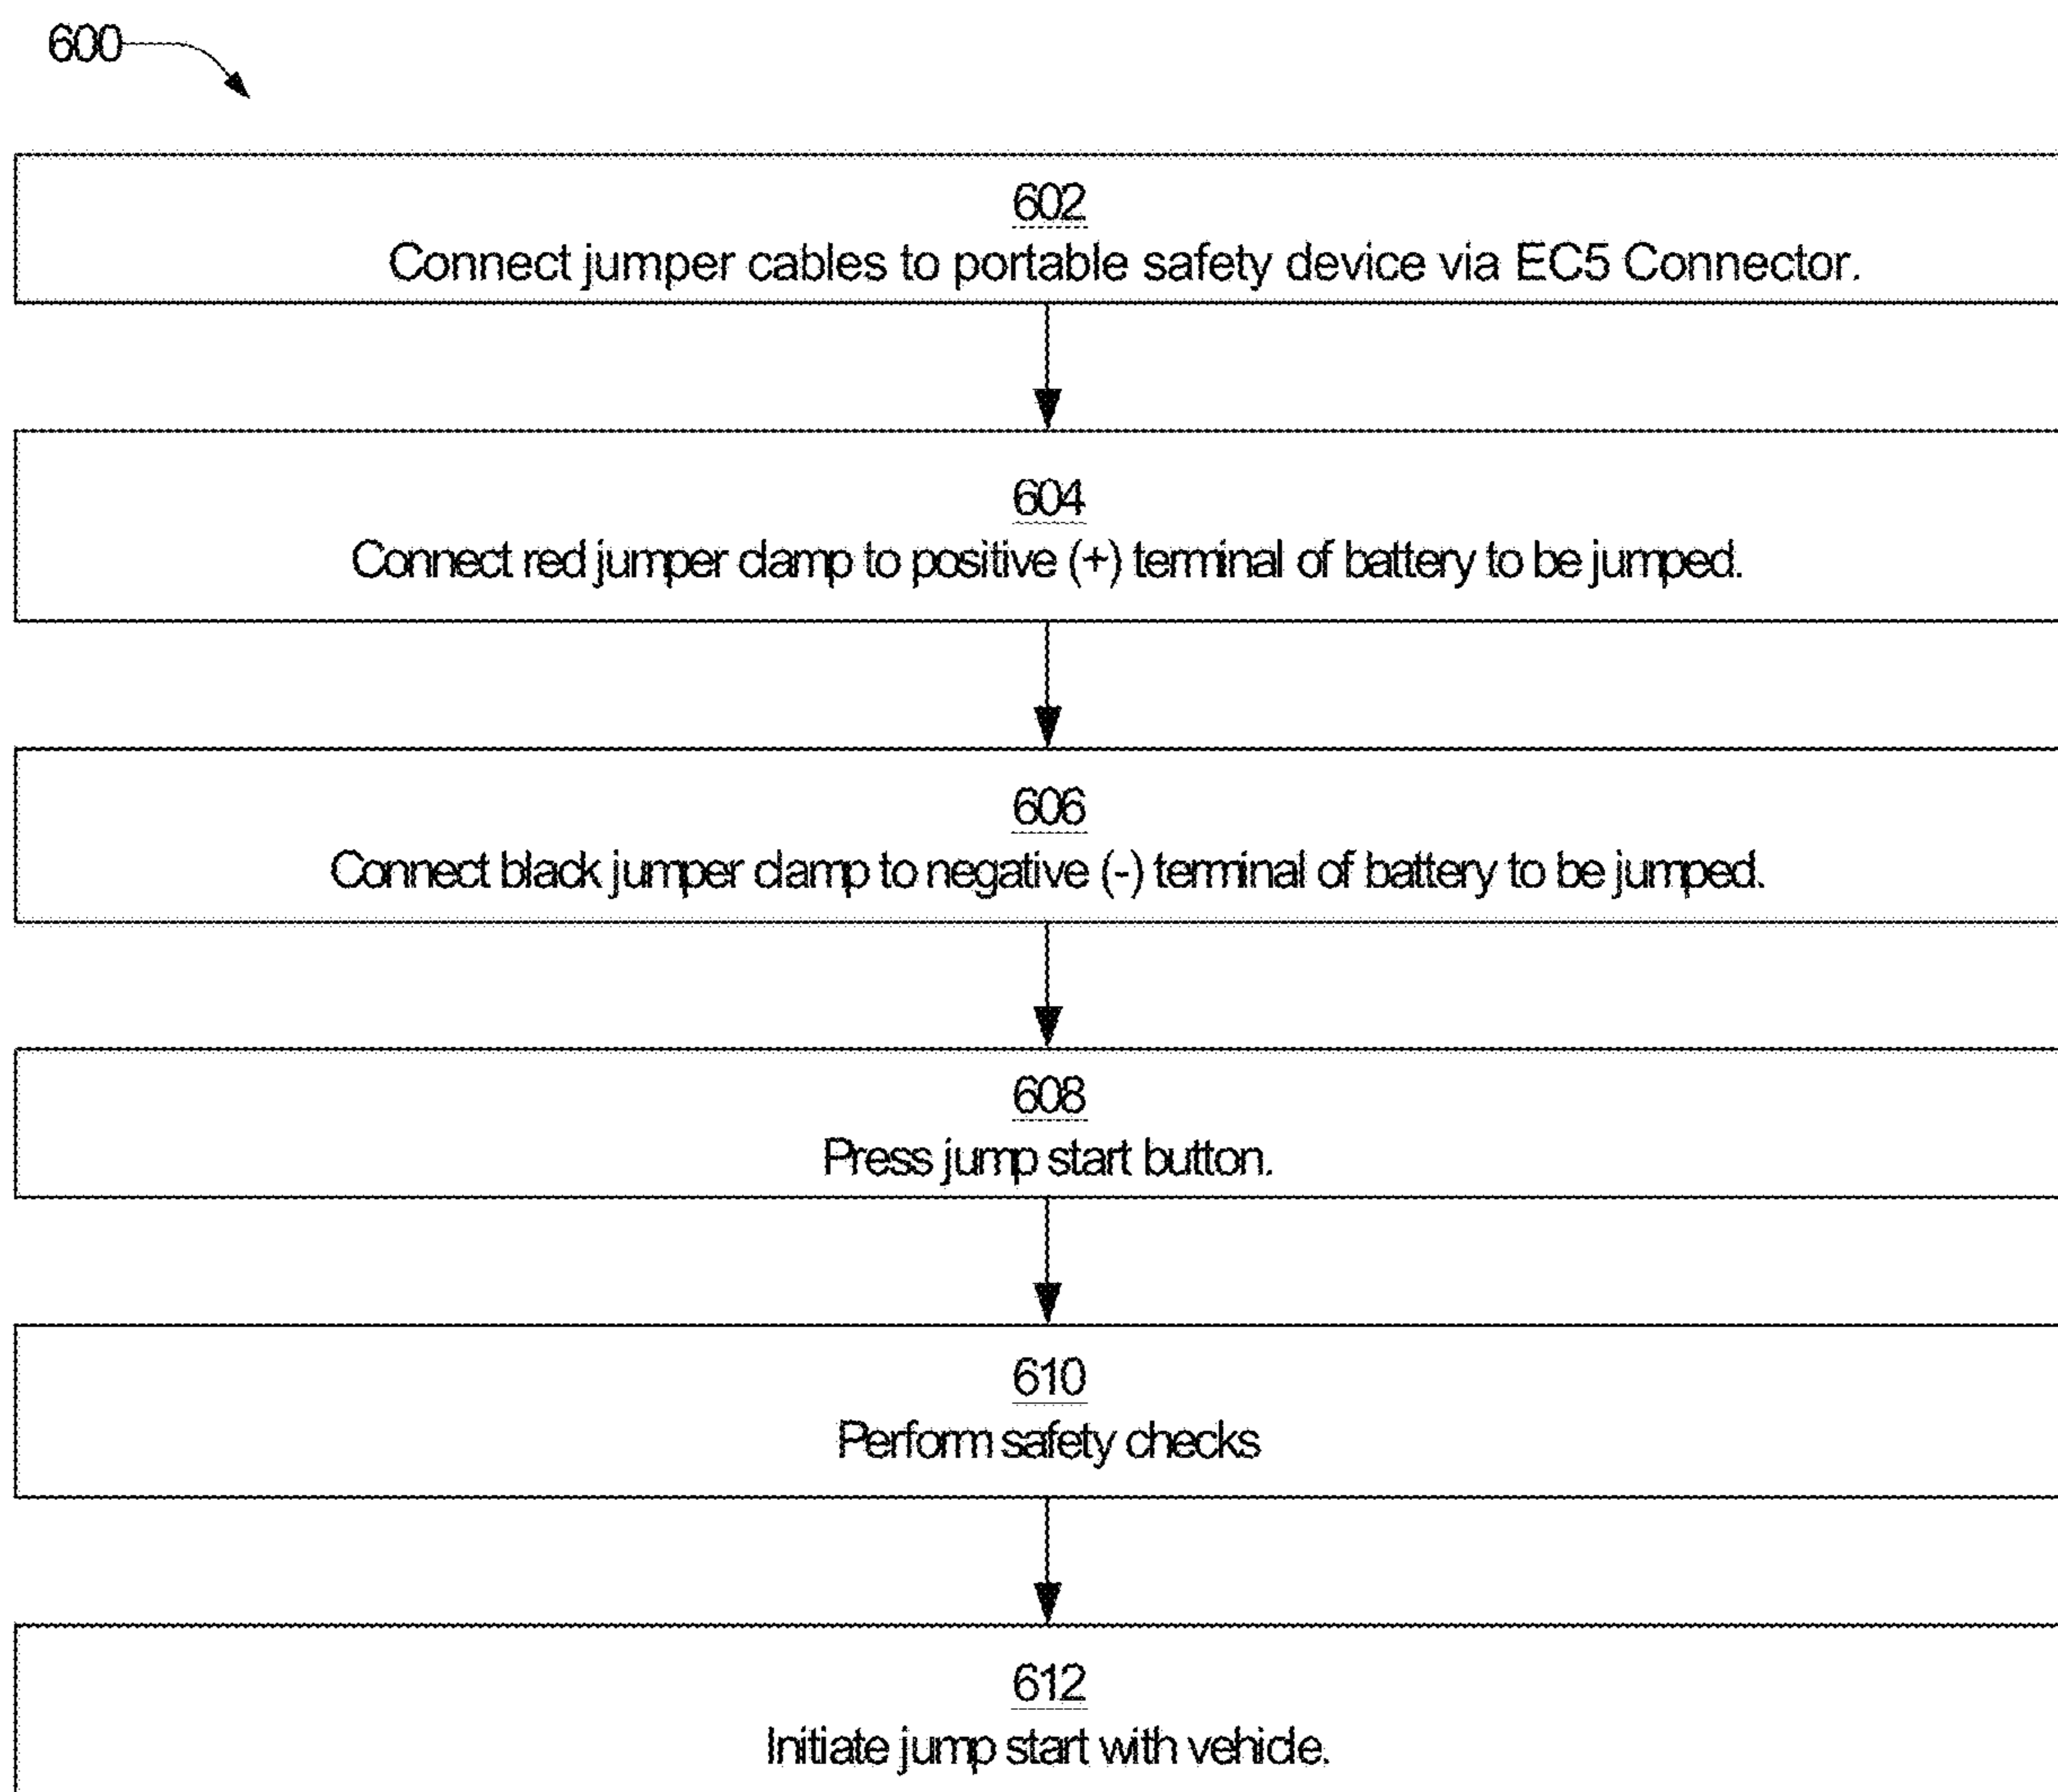 600
602
Connect jumper cables to portable safety device via EC5 Connector.
604
Connect red jumper clamp to positive (+) terminal of battery to be jumped.
606
Connect black jumper clamp to negative (-) terminal of battery to be jumped.
608
Press jump start button.
610
Perform safety checks
612
Initiate jump start with vehicle.